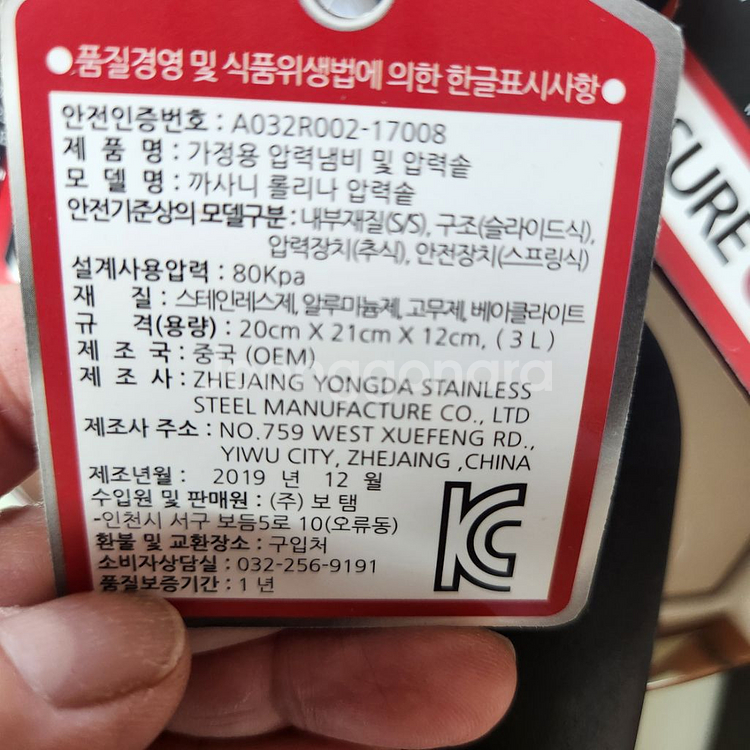 ●품질경영 및 식품위생법에 의한 한글표시사항●
안전인증번호 : A032R002-17008
제 품 명 : 가정용 압력냄비 및 압력솥
모 델 명 : 까사니 롤리나 압력솥
안전기준상의 모델구분 : 내부재질(S/S), 구조(슬라이드식),
압력장치(추식), 안전장치(스프링식)
설계사용압력 : 80Kpa
재 질 : 스테인레스제, 알루미늄제, 고무제, 베이클라이트
규 격(용량) : 20cm X 21cm X 12cm, ( 3 L )
제 조 국 : 중국 (OEM)
제 조 사 : ZHEJAING YONGDA STAINLESS
STEEL MANUFACTURE CO., LTD
제조사 주소 : NO.759 WEST XUEFENG RD.,
YIWU CITY, ZHEJAING ,CHINA
제조년월 : 2019 년 12 월
수입원 및 판매원 : (주) 보탬
-인천시 서구 보듬5로 10(오류동)
환불 및 교환장소 : 구입처
소비자상담실 : 032-256-9191
품질보증기간 : 1 년
KC
SURE